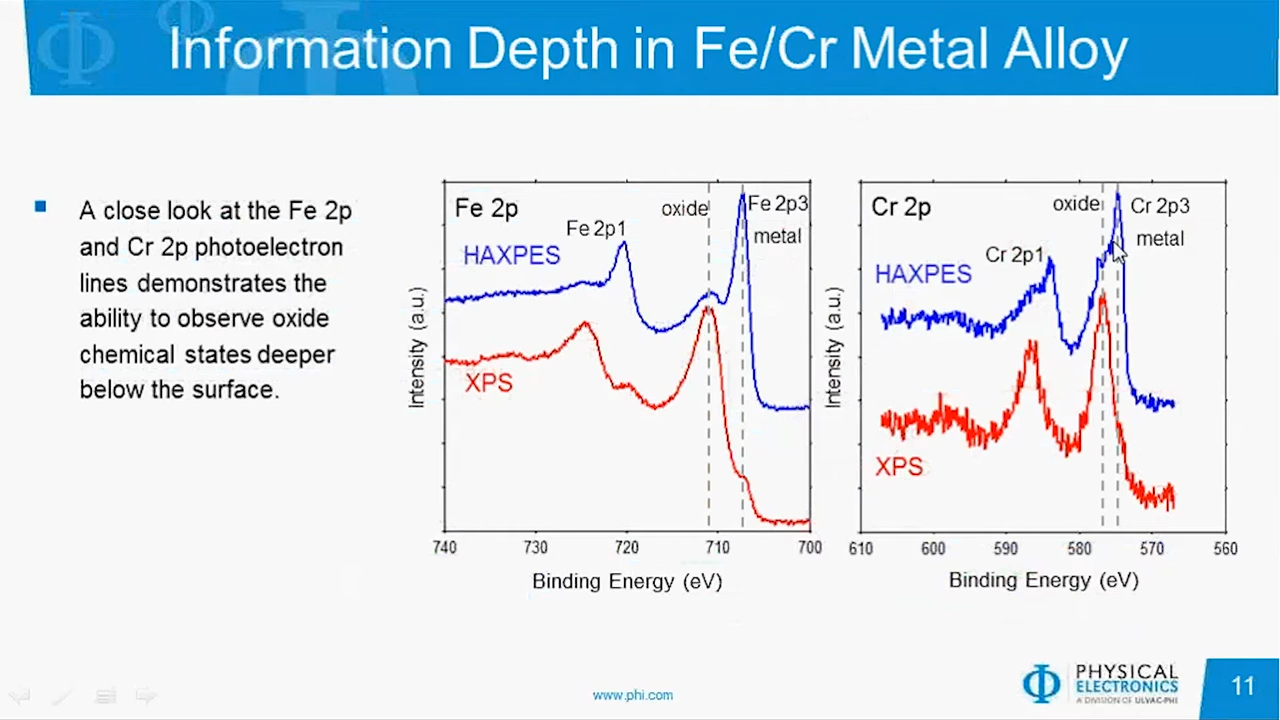 Information Depth in Fe/Cr Metal Alloy
A close look at the Fe 2p
and Cr 2p photoelectron
lines demonstrates the
ability to observe oxide
chemical states deeper
below the surface.
Fe 2p
oxide
Fe 2p3
metal
Fe 2p1
HAXPES
XPS
Intensity (a.u.)
740 730 720 710 700
Binding Energy (eV)
Cr 2p
oxide
Cr 2p3
metal
Cr 2p1
HAXPES
XPS
Intensity (a.u.)
610 600 590 580 570 560
Binding Energy (eV)
www.phi.com
PHYSICAL
ELECTRONICS
A DIVISION OF ULVAC-PHI
11